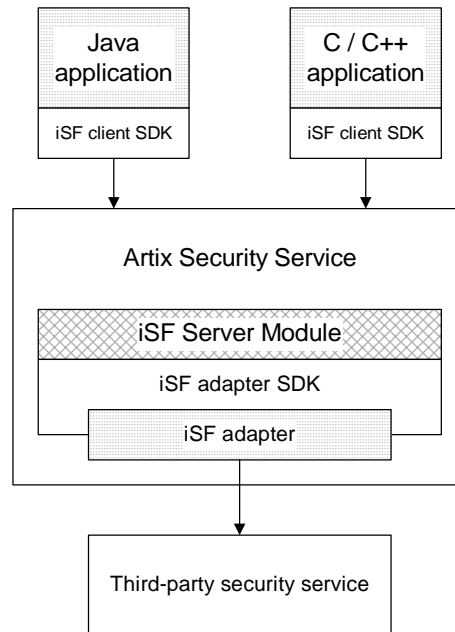 Java
application
iSF client SDK
C / C++
application
iSF client SDK
Artix Security Service
iSF Server Module
iSF adapter SDK
iSF adapter
Third-party security service